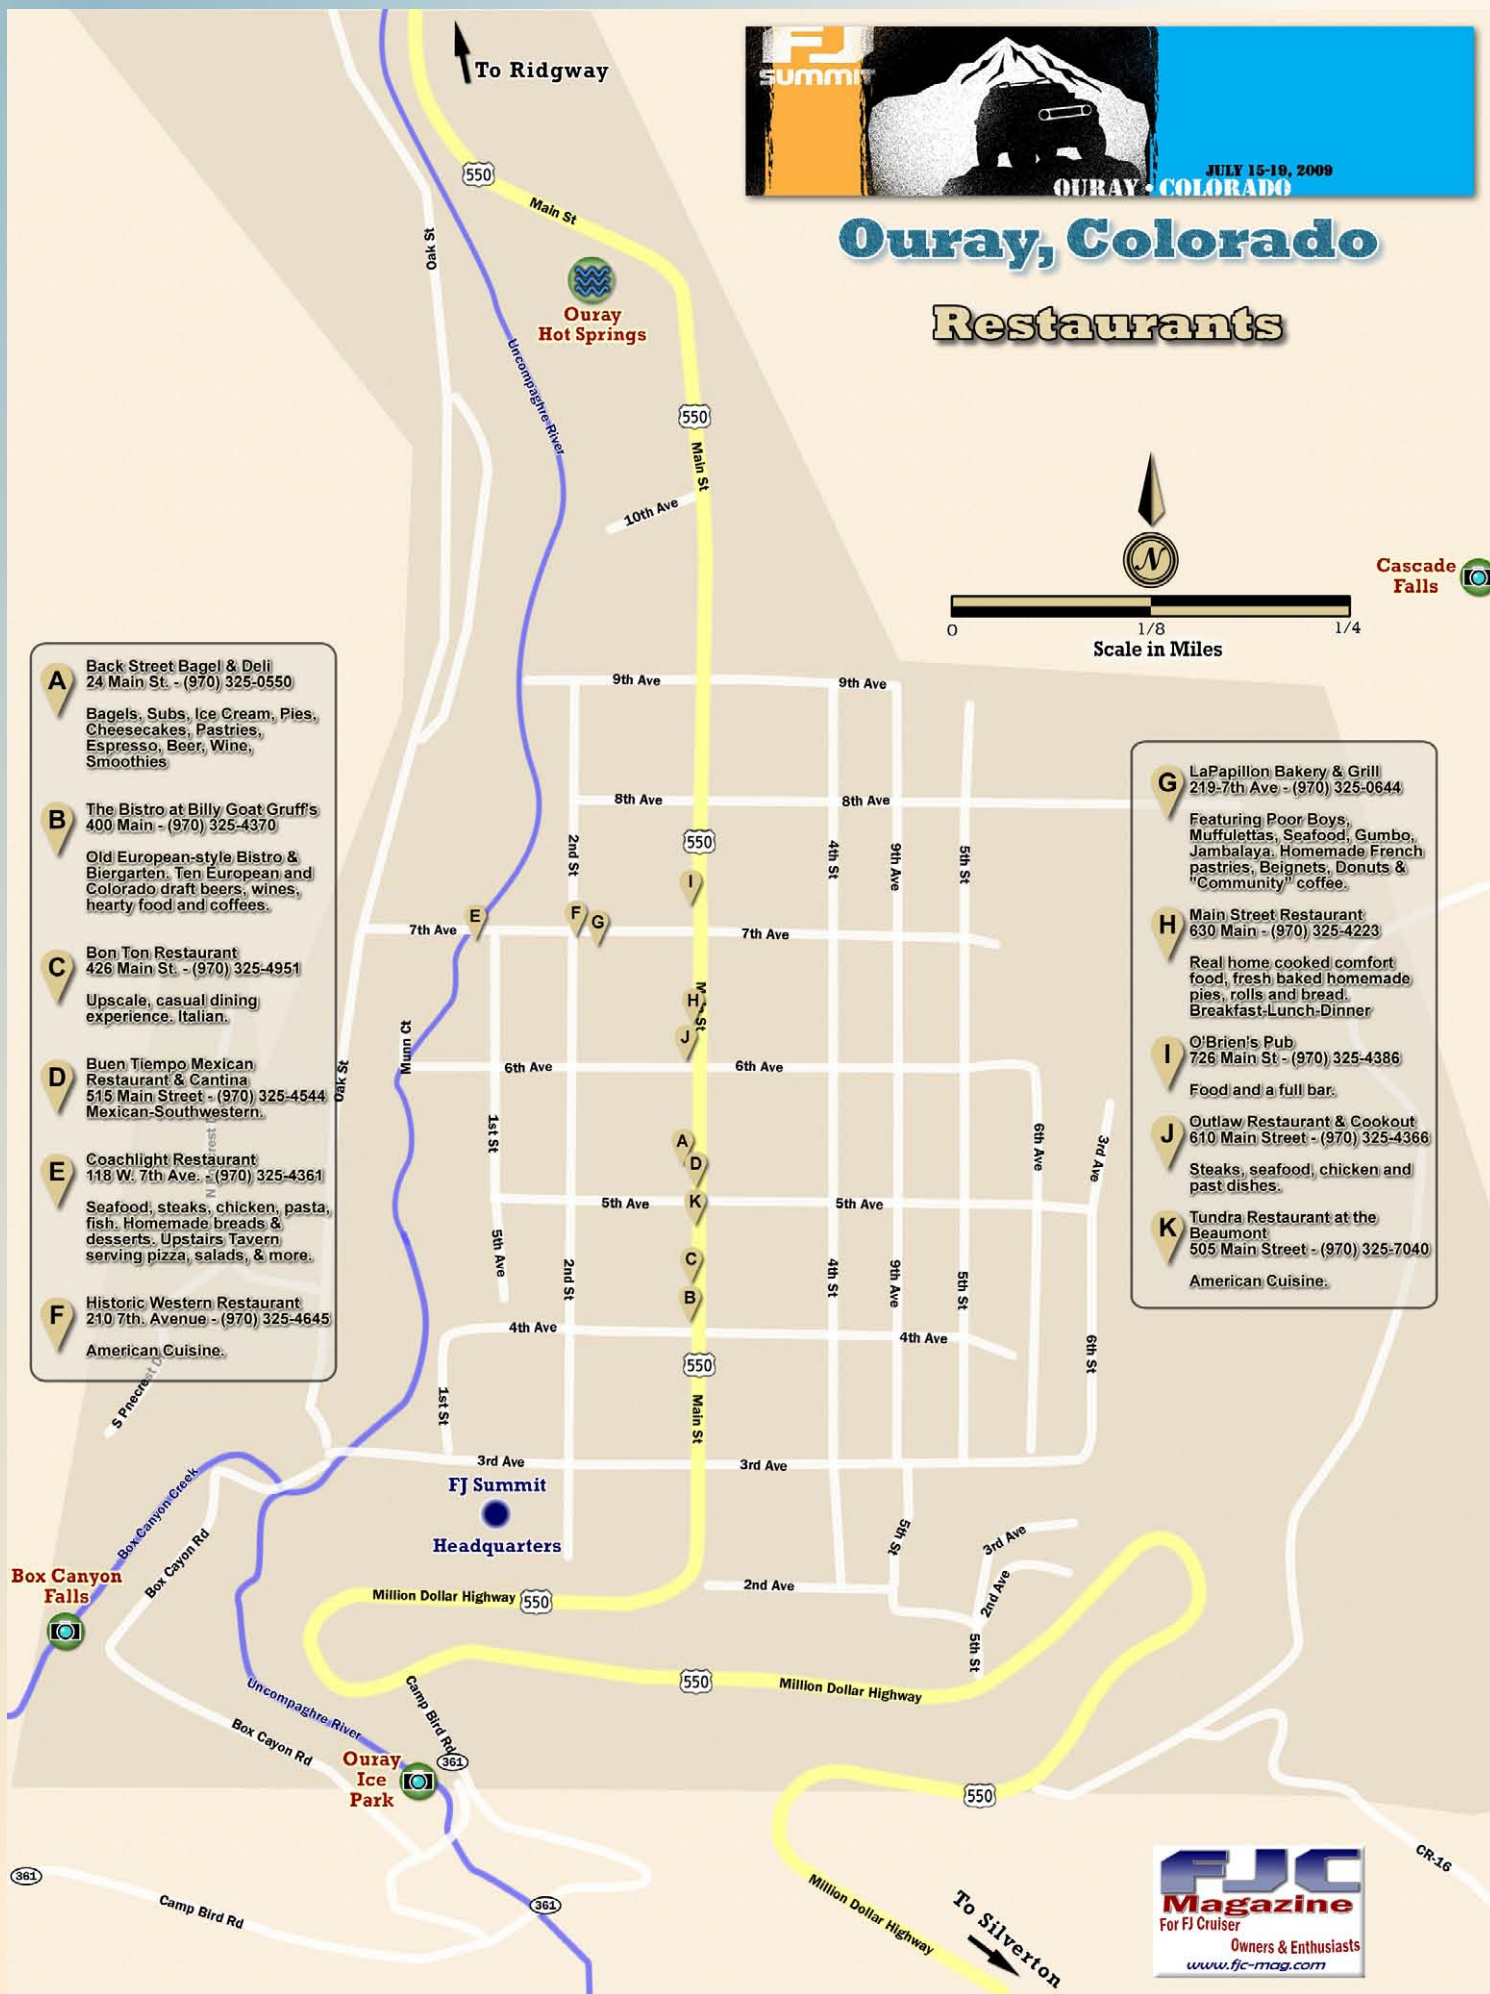 To Ridgway
FJ
SUMMIT
JULY 15-19, 2009
OURAY • COLORADO
Ouray, Colorado
Restaurants
550
Main St
Oak St
Ouray
Hot Springs
Uncompaghre River
550
Main St
10th Ave
N
0
1/8
1/4
Scale in Miles
Cascade
Falls
A
Back Street Bagel & Deli
24 Main St. - (970) 325-0550
Bagels, Subs, Ice Cream, Pies,
Cheesecakes, Pastries,
Espresso, Beer, Wine,
Smoothies
B
The Bistro at Billy Goat Gruff's
400 Main - (970) 325-4370
Old European-style Bistro &
Biergarten. Ten European and
Colorado draft beers, wines,
hearty food and coffees.
C
Bon Ton Restaurant
426 Main St. - (970) 325-4951
Upscale, casual dining
experience. Italian.
D
Buen Tiempo Mexican
Restaurant & Cantina
515 Main Street - (970) 325-4544
Mexican-Southwestern.
E
Coachlight Restaurant
118 W. 7th Ave. - (970) 325-4361
Seafood, steaks, chicken, pasta,
fish. Homemade breads &
desserts. Upstairs Tavern
serving pizza, salads, & more.
F
Historic Western Restaurant
210 7th. Avenue - (970) 325-4645
American Cuisine.
G
LaPapillon Bakery & Grill
219-7th Ave - (970) 325-0644
Featuring Poor Boys,
Muffulettas, Seafood, Gumbo,
Jambalaya. Homemade French
pastries, Beignets, Donuts &
"Community" coffee.
H
Main Street Restaurant
630 Main - (970) 325-4223
Real home cooked comfort
food, fresh baked homemade
pies, rolls and bread.
Breakfast-Lunch-Dinner
I
O'Brien's Pub
726 Main St - (970) 325-4386
Food and a full bar.
J
Outlaw Restaurant & Cookout
610 Main Street - (970) 325-4366
Steaks, seafood, chicken and
past dishes.
K
Tundra Restaurant at the
Beaumont
505 Main Street - (970) 325-7040
American Cuisine.
9th Ave
9th Ave
8th Ave
8th Ave
550
2nd St
4th St
9th Ave
5th St
I
E
F
G
7th Ave
7th Ave
H
St
J
Munn Ct
Oak St
6th Ave
6th Ave
1st St
A
D
K
6th Ave
3rd Ave
5th Ave
5th Ave
5th Ave
2nd St
C
B
4th St
9th Ave
5th St
4th Ave
4th Ave
6th St
550
1st St
Main St
S Pnecrest D
3rd Ave
3rd Ave
FJ Summit
Headquarters
Box Canyon Creek
Box Cayon Rd
Box Canyon
Falls
5th St
3rd Ave
2nd Ave
2nd Ave
5th St
Million Dollar Highway
550
550
Million Dollar Highway
Uncompaghre River
Camp Bird Rd
361
Box Cayon Rd
Ouray
Ice
Park
550
361
Camp Bird Rd
361
Million Dollar Highway
To Silverton
CR-16
FJC
Magazine
For FJ Cruiser
Owners & Enthusiasts
www.fjc-mag.com